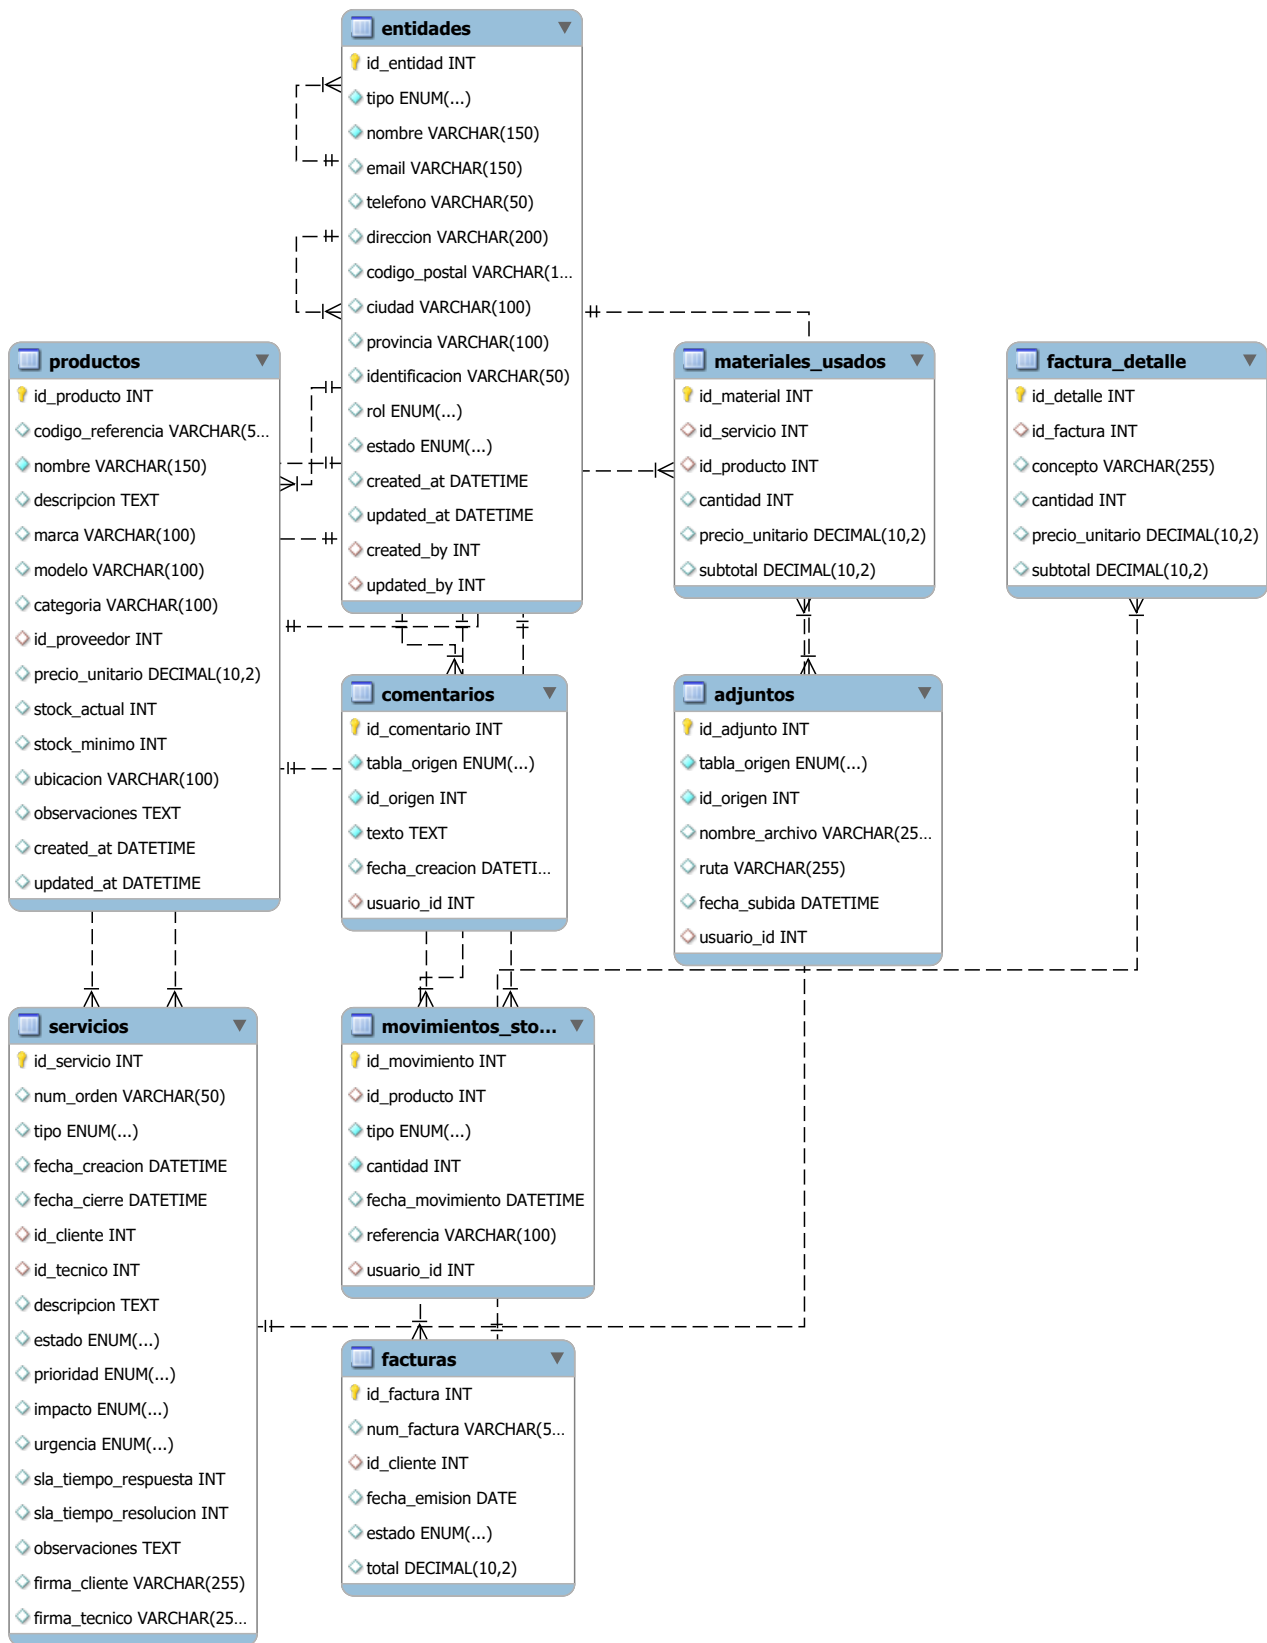 entidades
id_entidad INT
tipo ENUM(...)
nombre VARCHAR(150)
email VARCHAR(150)
telefono VARCHAR(50)
direccion VARCHAR(200)
codigo_postal VARCHAR(1...
ciudad VARCHAR(100)
provincia VARCHAR(100)
identificacion VARCHAR(50)
rol ENUM(...)
estado ENUM(...)
created_at DATETIME
updated_at DATETIME
created_by INT
updated_by INT
productos
id_producto INT
codigo_referencia VARCHAR(5...
nombre VARCHAR(150)
descripcion TEXT
marca VARCHAR(100)
modelo VARCHAR(100)
categoria VARCHAR(100)
id_proveedor INT
precio_unitario DECIMAL(10,2)
stock_actual INT
stock_minimo INT
ubicacion VARCHAR(100)
observaciones TEXT
created_at DATETIME
updated_at DATETIME
materiales_usados
id_material INT
id_servicio INT
id_producto INT
cantidad INT
precio_unitario DECIMAL(10,2)
subtotal DECIMAL(10,2)
factura_detalle
id_detalle INT
id_factura INT
concepto VARCHAR(255)
cantidad INT
precio_unitario DECIMAL(10,2)
subtotal DECIMAL(10,2)
comentarios
id_comentario INT
tabla_origen ENUM(...)
id_origen INT
texto TEXT
fecha_creacion DATETI...
usuario_id INT
adjuntos
id_adjunto INT
tabla_origen ENUM(...)
id_origen INT
nombre_archivo VARCHAR(25...
ruta VARCHAR(255)
fecha_subida DATETIME
usuario_id INT
servicios
id_servicio INT
num_orden VARCHAR(50)
tipo ENUM(...)
fecha_creacion DATETIME
fecha_cierre DATETIME
id_cliente INT
id_tecnico INT
descripcion TEXT
estado ENUM(...)
prioridad ENUM(...)
impacto ENUM(...)
urgencia ENUM(...)
sla_tiempo_respuesta INT
sla_tiempo_resolucion INT
observaciones TEXT
firma_cliente VARCHAR(255)
firma_tecnico VARCHAR(25...
movimientos_sto...
id_movimiento INT
id_producto INT
tipo ENUM(...)
cantidad INT
fecha_movimiento DATETIME
referencia VARCHAR(100)
usuario_id INT
facturas
id_factura INT
num_factura VARCHAR(5...
id_cliente INT
fecha_emision DATE
estado ENUM(...)
total DECIMAL(10,2)